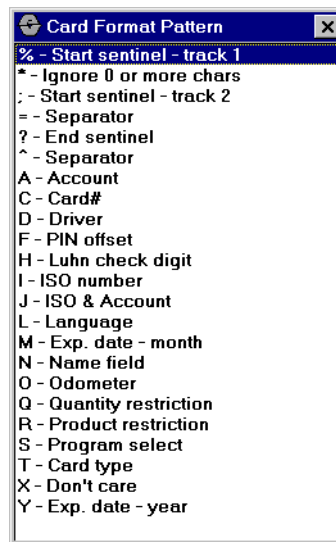 Card Format Pattern
% - Start sentinel - track 1
* - Ignore 0 or more chars
; - Start sentinel - track 2
= - Separator
? - End sentinel
^ - Separator
A - Account
C - Card#
D - Driver
F - PIN offset
H - Luhn check digit
I - ISO number
J - ISO & Account
L - Language
M - Exp. date - month
N - Name field
O - Odometer
Q - Quantity restriction
R - Product restriction
S - Program select
T - Card type
X - Don't care
Y - Exp. date - year